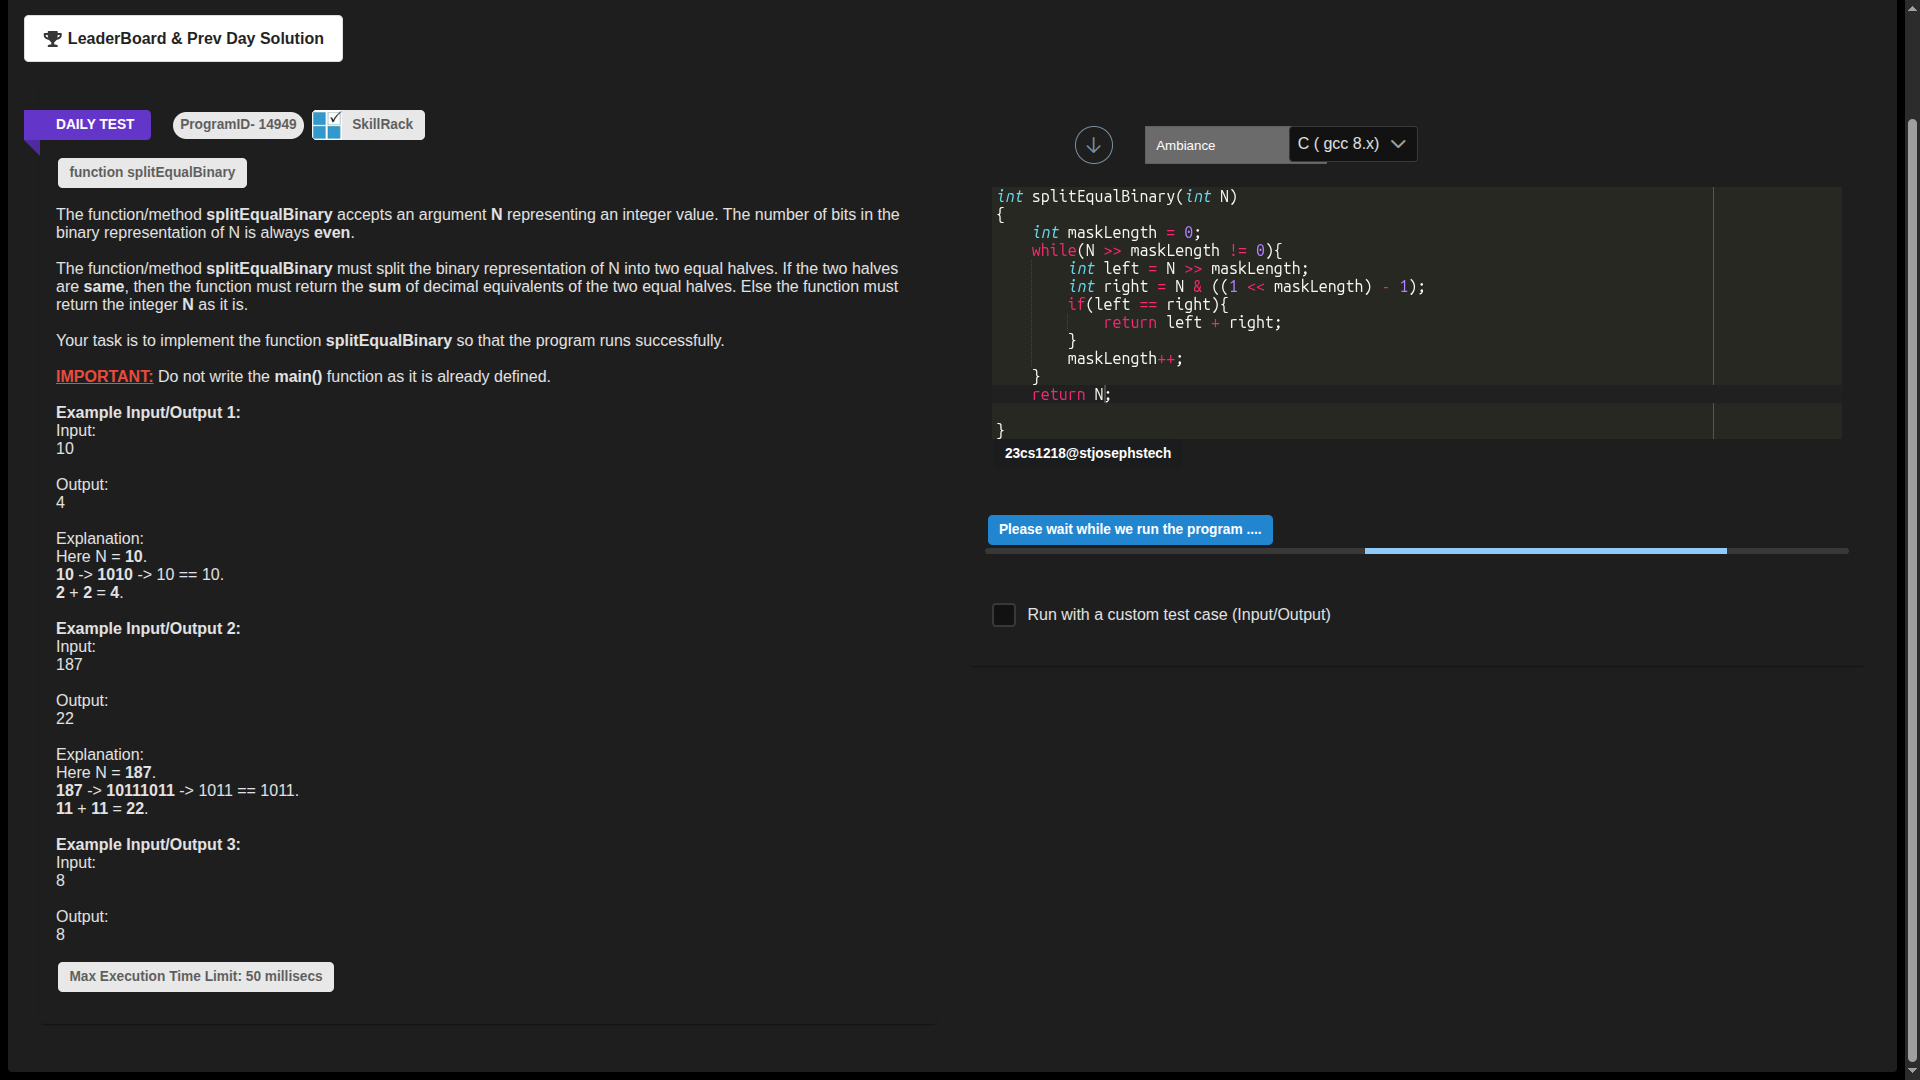 LeaderBoard & Prev Day Solution
DAILY TEST
ProgramID- 14949
SkillRack
function splitEqualBinary
The function/method splitEqualBinary accepts an argument N representing an integer value. The number of bits in the
binary representation of N is always even.
The function/method splitEqualBinary must split the binary representation of N into two equal halves. If the two halves
are same, then the function must return the sum of decimal equivalents of the two equal halves. Else the function must
return the integer N as it is.
Your task is to implement the function splitEqualBinary so that the program runs successfully.
IMPORTANT: Do not write the main() function as it is already defined.
Example Input/Output 1:
Input:
10
Output:
4
Explanation:
Here N = 10.
10 -> 1010 -> 10 == 10.
2 + 2 = 4.
Example Input/Output 2:
Input:
187
Output:
22
Explanation:
Here N = 187.
187 -> 10111011 -> 1011 == 1011.
11 + 11 = 22.
Example Input/Output 3:
Input:
8
Output:
8
Max Execution Time Limit: 50 millisecs
Ambiance
C ( gcc 8.x)
int splitEqualBinary(int N)
{
    int maskLength = 0;
    while(N >> maskLength != 0){
        int left = N >> maskLength;
        int right = N & ((1 << maskLength) - 1);
        if(left == right){
            return left + right;
        }
        maskLength++;
    }
    return N;
}
23cs1218@stjosephstech
Please wait while we run the program ....
Run with a custom test case (Input/Output)